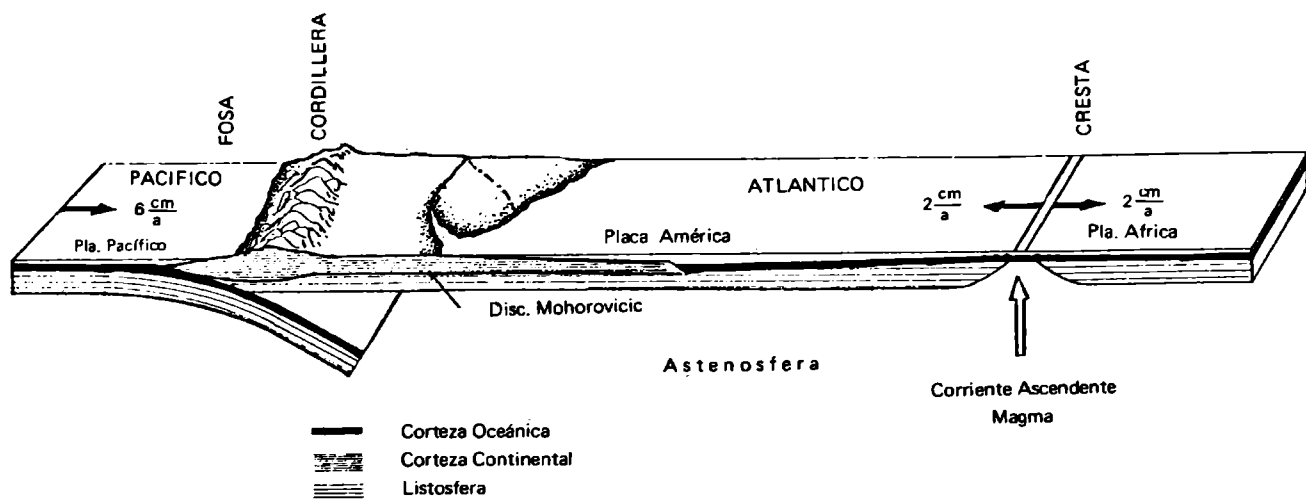 FOSA
CORDILLERA
CRESTA
PACIFICO
6 cm/a
Pla. Pacífico
ATLANTICO
Placa América
2 cm/a
2 cm/a
Pla. Africa
Disc. Mohorovicic
Astenosfera
Corriente Ascendente
Magma
Corteza Oceánica
Corteza Continental
Listosfera